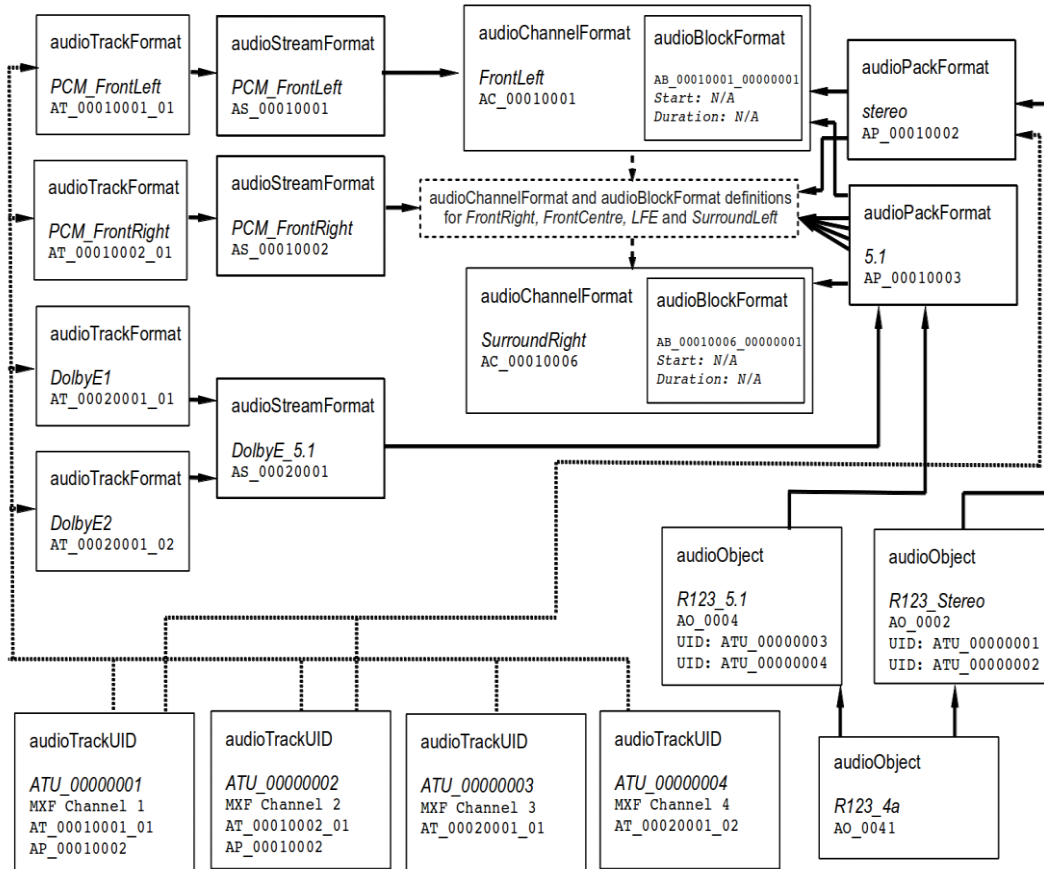 audioTrackFormat
PCM_FrontLeft
AT_00010001_01
audioStreamFormat
PCM_FrontLeft
AS_00010001
audioChannelFormat
FrontLeft
AC_00010001
audioBlockFormat
AB_00010001_00000001
Start: N/A
Duration: N/A
audioPackFormat
stereo
AP_00010002
audioTrackFormat
PCM_FrontRight
AT_00010002_01
audioStreamFormat
PCM_FrontRight
AS_00010002
audioChannelFormat and audioBlockFormat definitions
for FrontRight, FrontCentre, LFE and SurroundLeft
audioPackFormat
5.1
AP_00010003
audioChannelFormat
SurroundRight
AC_00010006
audioBlockFormat
AB_00010006_00000001
Start: N/A
Duration: N/A
audioTrackFormat
DolbyE1
AT_00020001_01
audioStreamFormat
DolbyE_5.1
AS_00020001
audioTrackFormat
DolbyE2
AT_00020001_02
audioObject
R123_5.1
AO_0004
UID: ATU_00000003
UID: ATU_00000004
audioObject
R123_Stereo
AO_0002
UID: ATU_00000001
UID: ATU_00000002
audioTrackUID
ATU_00000001
MXF Channel 1
AT_00010001_01
AP_00010002
audioTrackUID
ATU_00000002
MXF Channel 2
AT_00010002_01
AP_00010002
audioTrackUID
ATU_00000003
MXF Channel 3
AT_00020001_01
audioTrackUID
ATU_00000004
MXF Channel 4
AT_00020001_02
audioObject
R123_4a
AO_0041